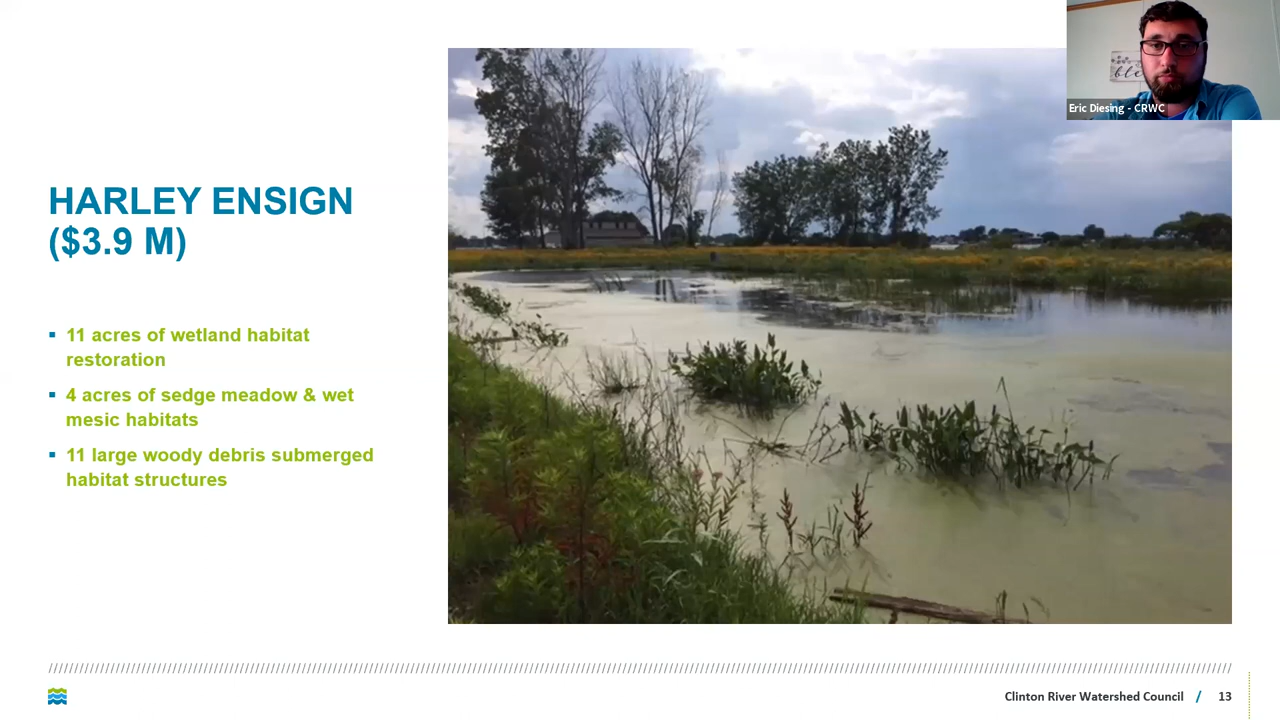 Eric Diesing - CRWC
HARLEY ENSIGN
($3.9 M)
11 acres of wetland habitat
restoration
4 acres of sedge meadow & wet
mesic habitats
11 large woody debris submerged
habitat structures
Clinton River Watershed Council / 13